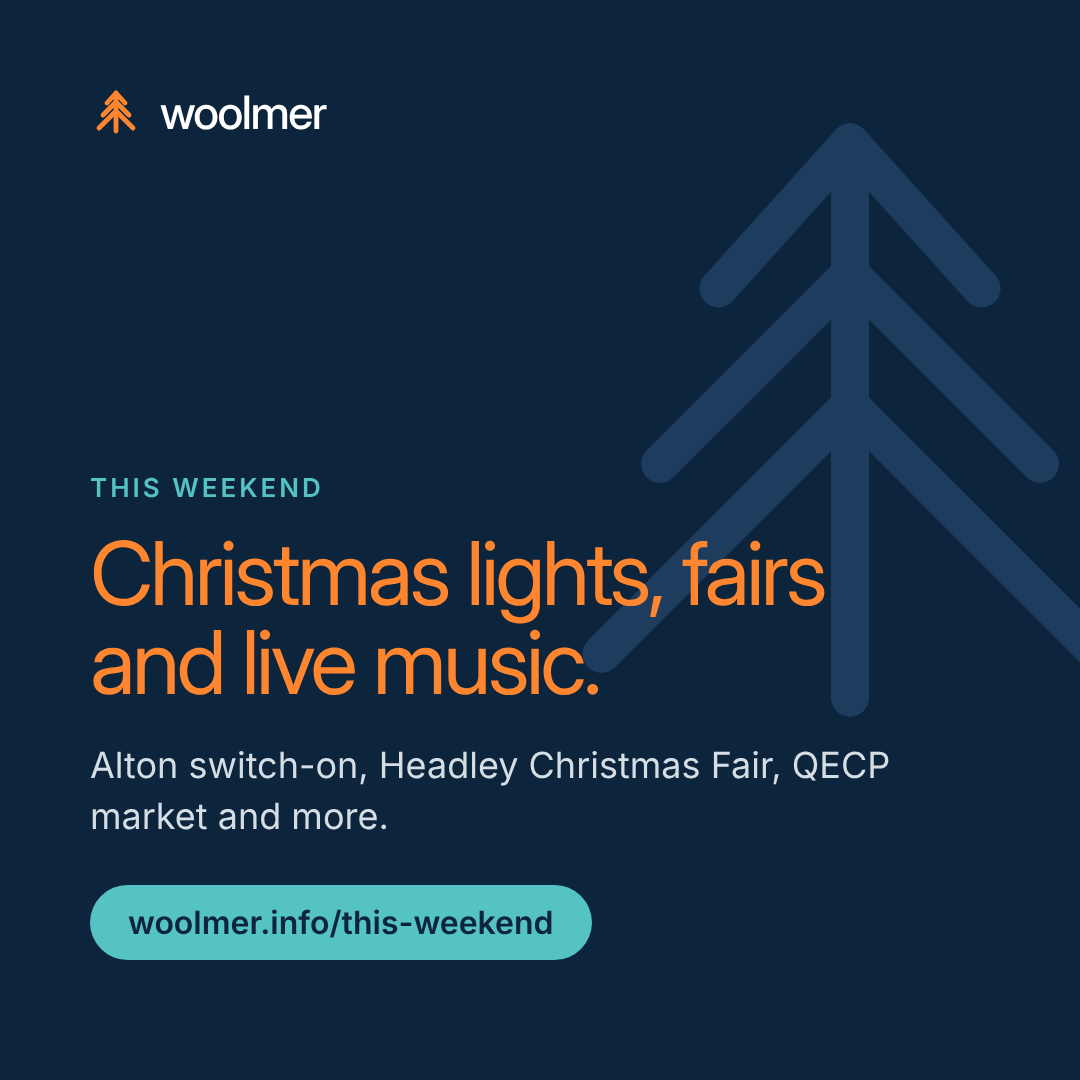 woolmer
THIS WEEKEND
Christmas lights, fairs
and live music.
Alton switch-on, Headley Christmas Fair, QECP
market and more.
woolmer.info/this-weekend